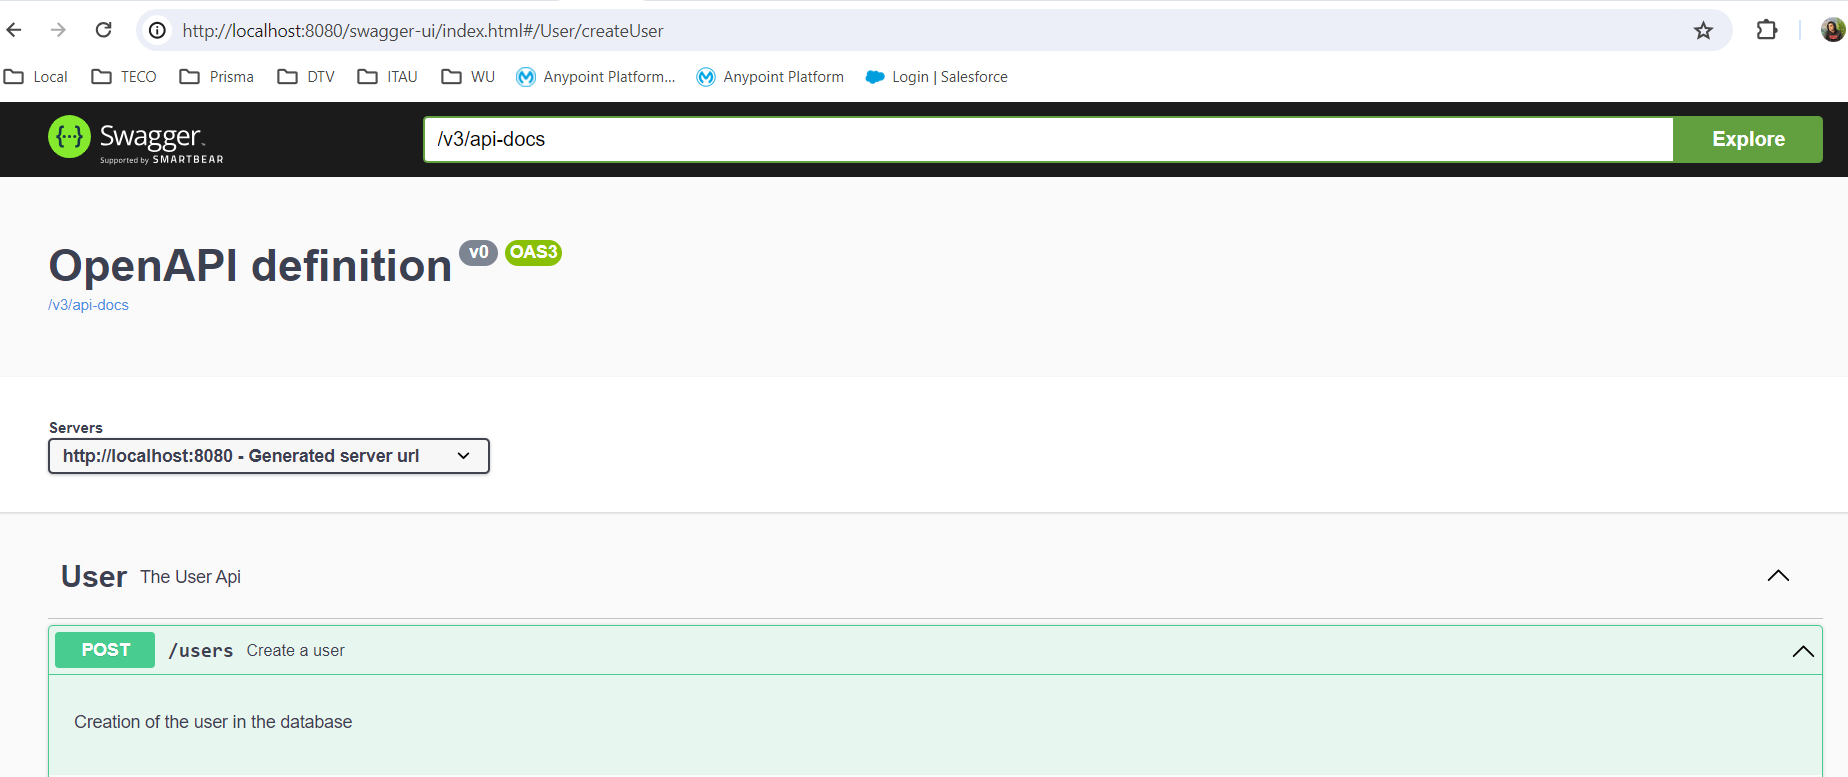 http://localhost:8080/swagger-ui/index.html#/User/createUser
Local TECO Prisma DTV ITAU WU Anypoint Platform... Anypoint Platform Login | Salesforce
{...} Swagger
Supported by SMARTBEAR
/v3/api-docs Explore
OpenAPI definition v0 OAS3
/v3/api-docs
Servers
http://localhost:8080 - Generated server url
User The User Api
POST /users Create a user
Creation of the user in the database